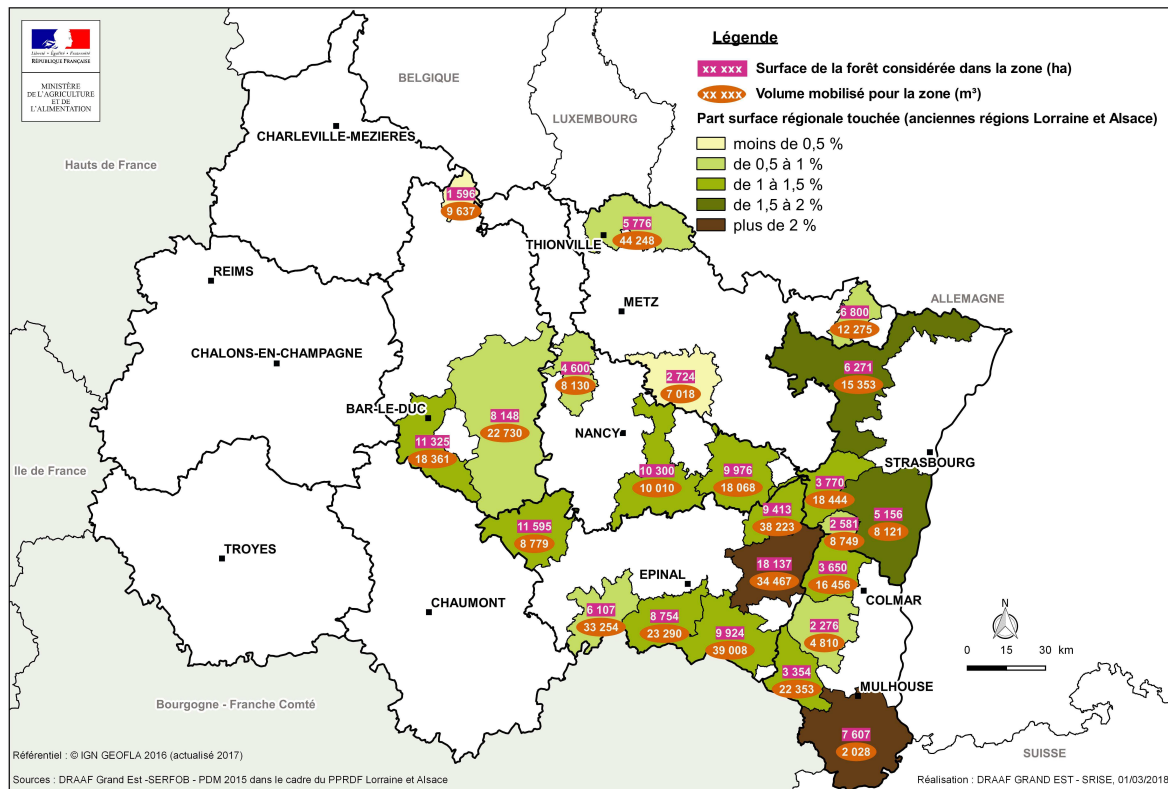 Liberté • Égalité • Fraternité
RÉPUBLIQUE FRANÇAISE
MINISTÈRE
DE L'AGRICULTURE
ET DE
L'ALIMENTATION
Légende
xx xxx Surface de la forêt considérée dans la zone (ha)
xx xxx Volume mobilisé pour la zone (m³)
Part surface régionale touchée (anciennes régions Lorraine et Alsace)
moins de 0,5 %
de 0,5 à 1 %
de 1 à 1,5 %
de 1,5 à 2 %
plus de 2 %
BELGIQUE
LUXEMBOURG
CHARLEVILLE-MEZIERES
Hauts de France
1 596
9 637
5 776
THIONVILLE
44 248
REIMS
METZ
ALLEMAGNE
6 800
12 275
CHALONS-EN-CHAMPAGNE
4 600
8 130
2 724
7 018
6 271
15 353
BAR-LE-DUC
11 325
18 361
8 148
22 730
NANCY
STRASBOURG
Ile de France
10 300
10 010
9 976
18 068
3 770
18 444
9 413
38 223
5 156
8 121
2 581
8 749
11 595
8 779
TROYES
18 137
34 467
EPINAL
3 650
16 456
COLMAR
CHAUMONT
6 107
33 254
8 754
23 290
9 924
39 008
2 276
4 810
N
0 15 30 km
3 354
22 353
MULHOUSE
Bourgogne - Franche Comté
7 607
2 028
SUISSE
Référentiel : © IGN GEOFLA 2016 (actualisé 2017)
Sources : DRAAF Grand Est -SERFOB - PDM 2015 dans le cadre du PPRDF Lorraine et Alsace
Réalisation : DRAAF GRAND EST - SRISE, 01/03/2018